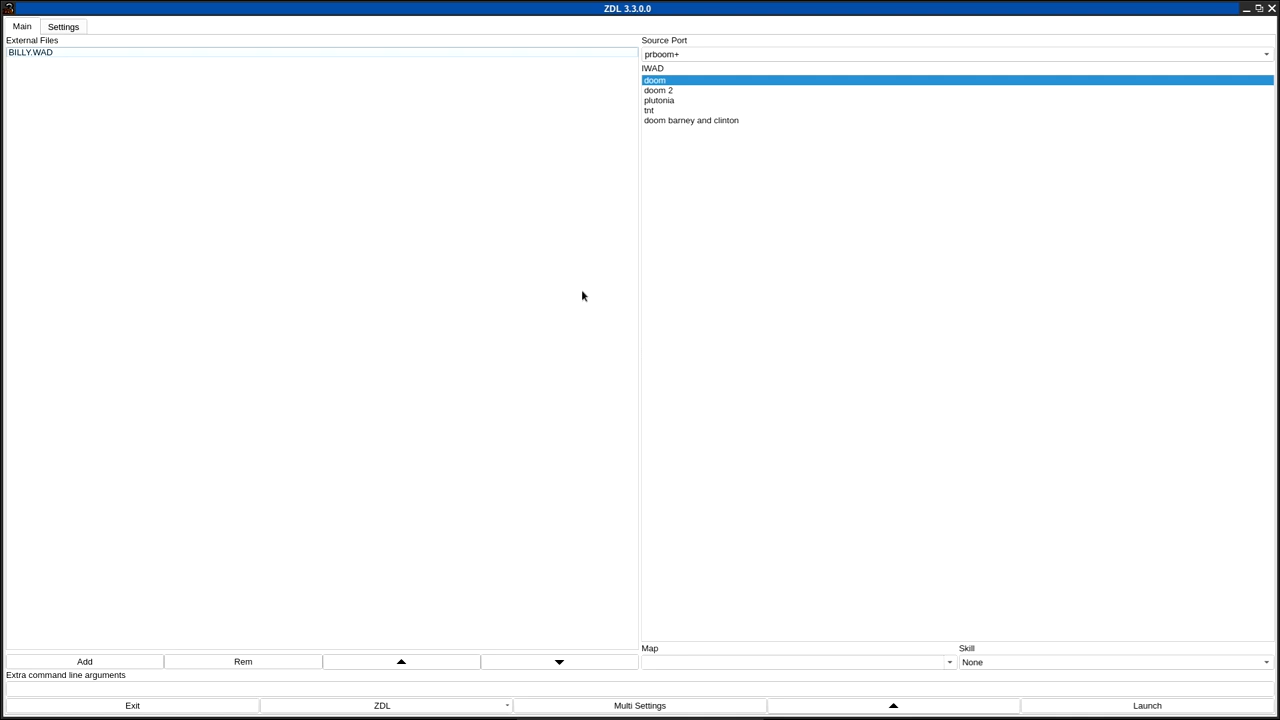 ZDL 3.3.0.0
Main
Settings
External Files
BILLY.WAD
Source Port
prboom+
IWAD
doom
doom 2
plutonia
tnt
doom barney and clinton
Map
Skill
None
Add
Rem
Extra command line arguments
Exit
ZDL
Multi Settings
Launch